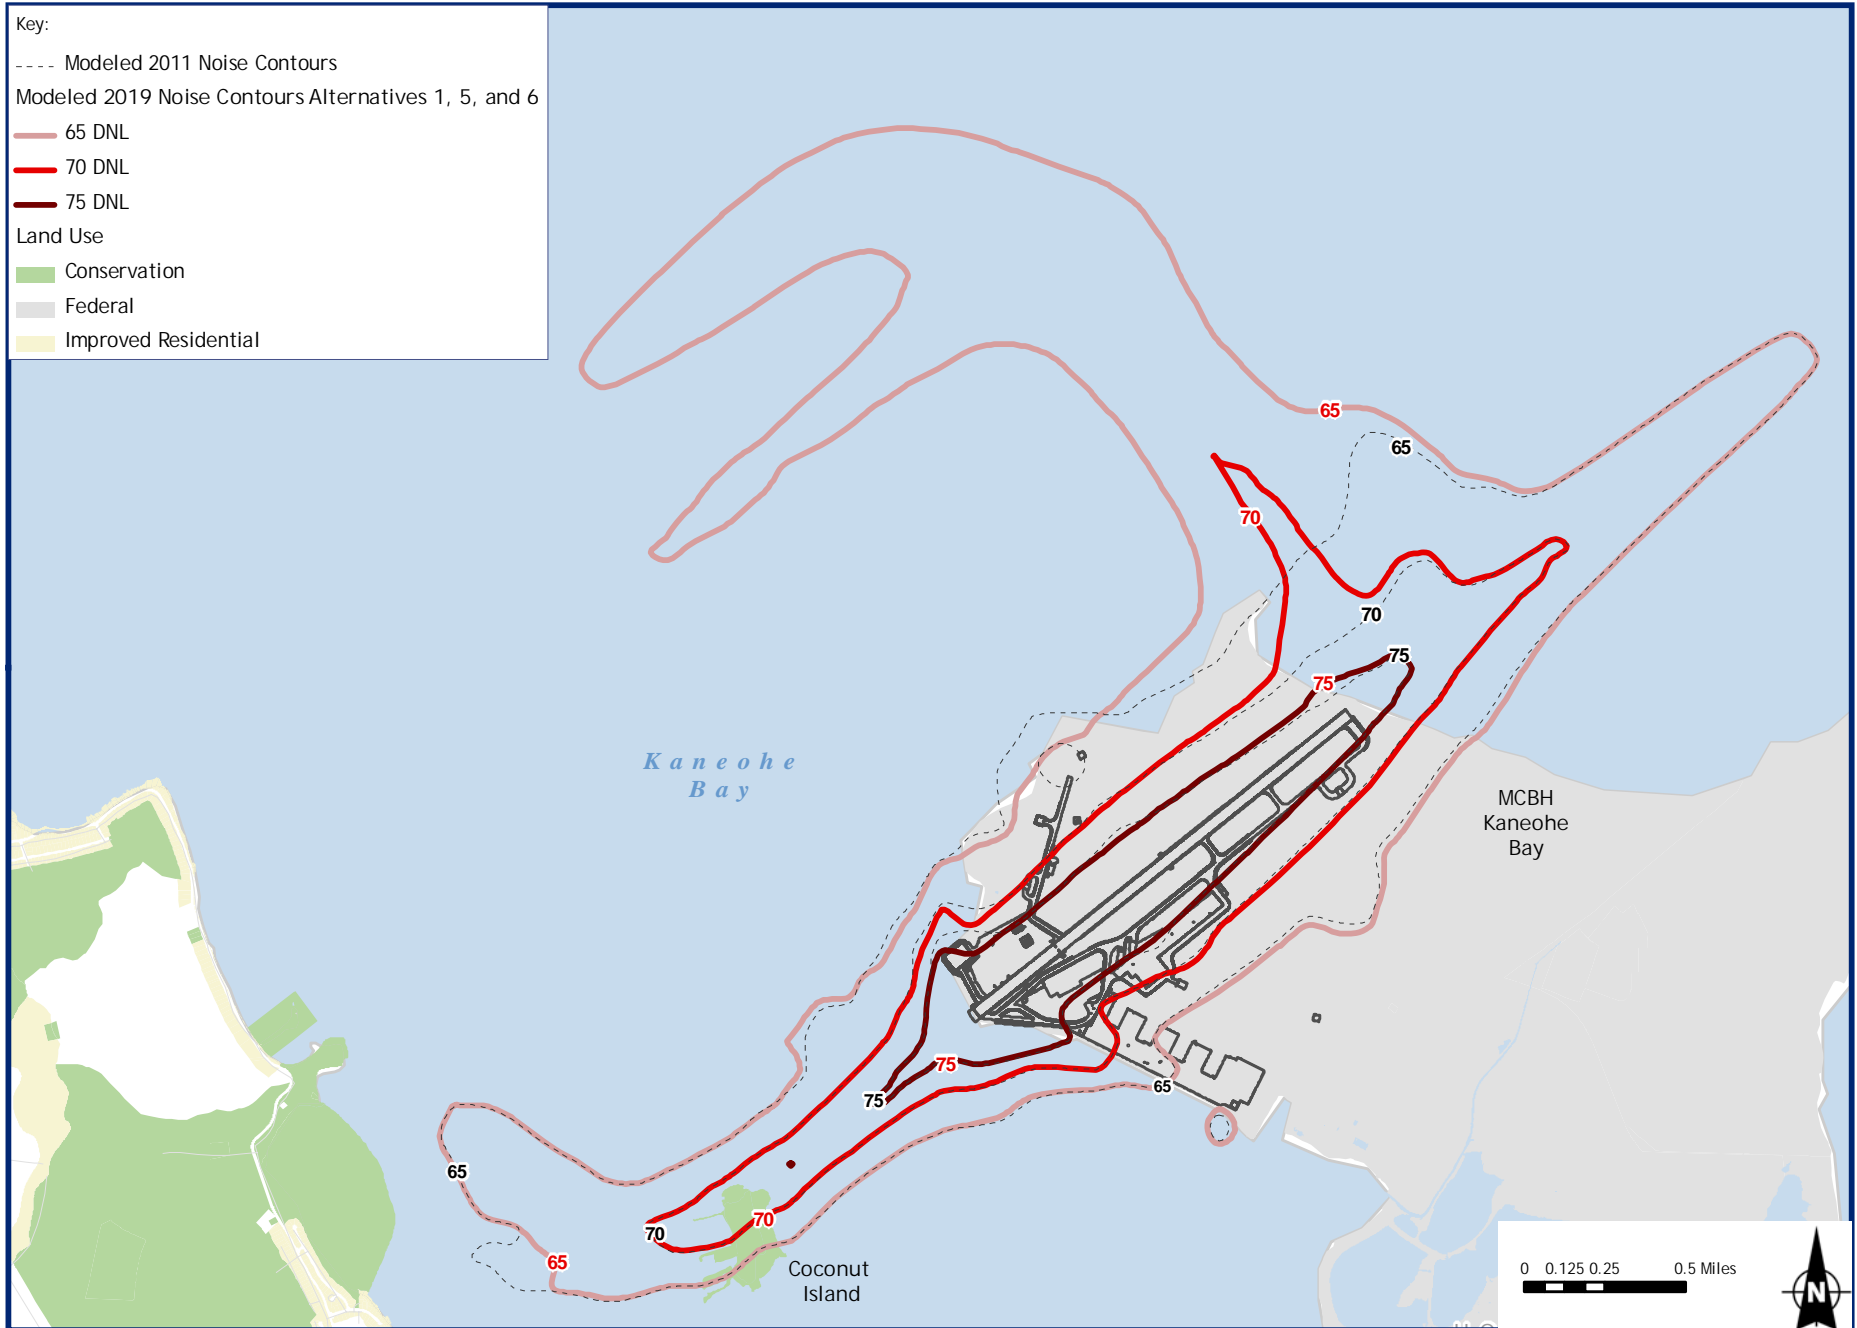 Key:
Modeled 2011 Noise Contours
Modeled 2019 Noise Contours Alternatives 1, 5, and 6
65 DNL
70 DNL
75 DNL
Land Use
Conservation
Federal
Improved Residential
65
65
70
70
75
75
Kaneohe
Bay
MCBH
Kaneohe
Bay
75
75
65
65
70
70
65
Coconut
Island
0 0.125 0.25 0.5 Miles
N